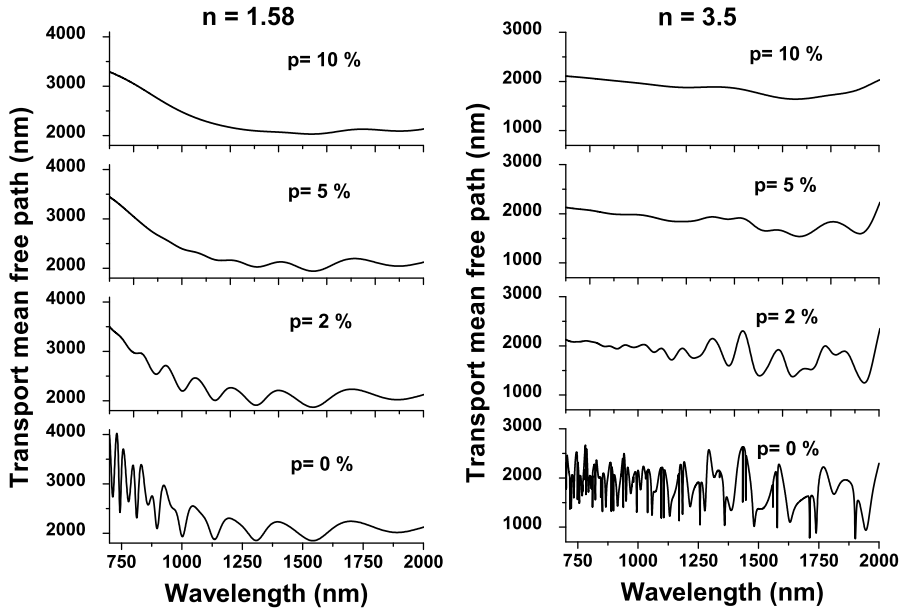 n = 1.58
Transport mean free path (nm)
4000
3000
2000
p= 10 %
4000
3000
2000
p= 5 %
4000
3000
2000
p= 2 %
4000
3000
2000
p= 0 %
750 1000 1250 1500 1750 2000
Wavelength (nm)
n = 3.5
Transport mean free path (nm)
3000
2000
1000
p= 10 %
3000
2000
1000
p= 5 %
3000
2000
1000
p= 2 %
3000
2000
1000
p= 0 %
750 1000 1250 1500 1750 2000
Wavelength (nm)